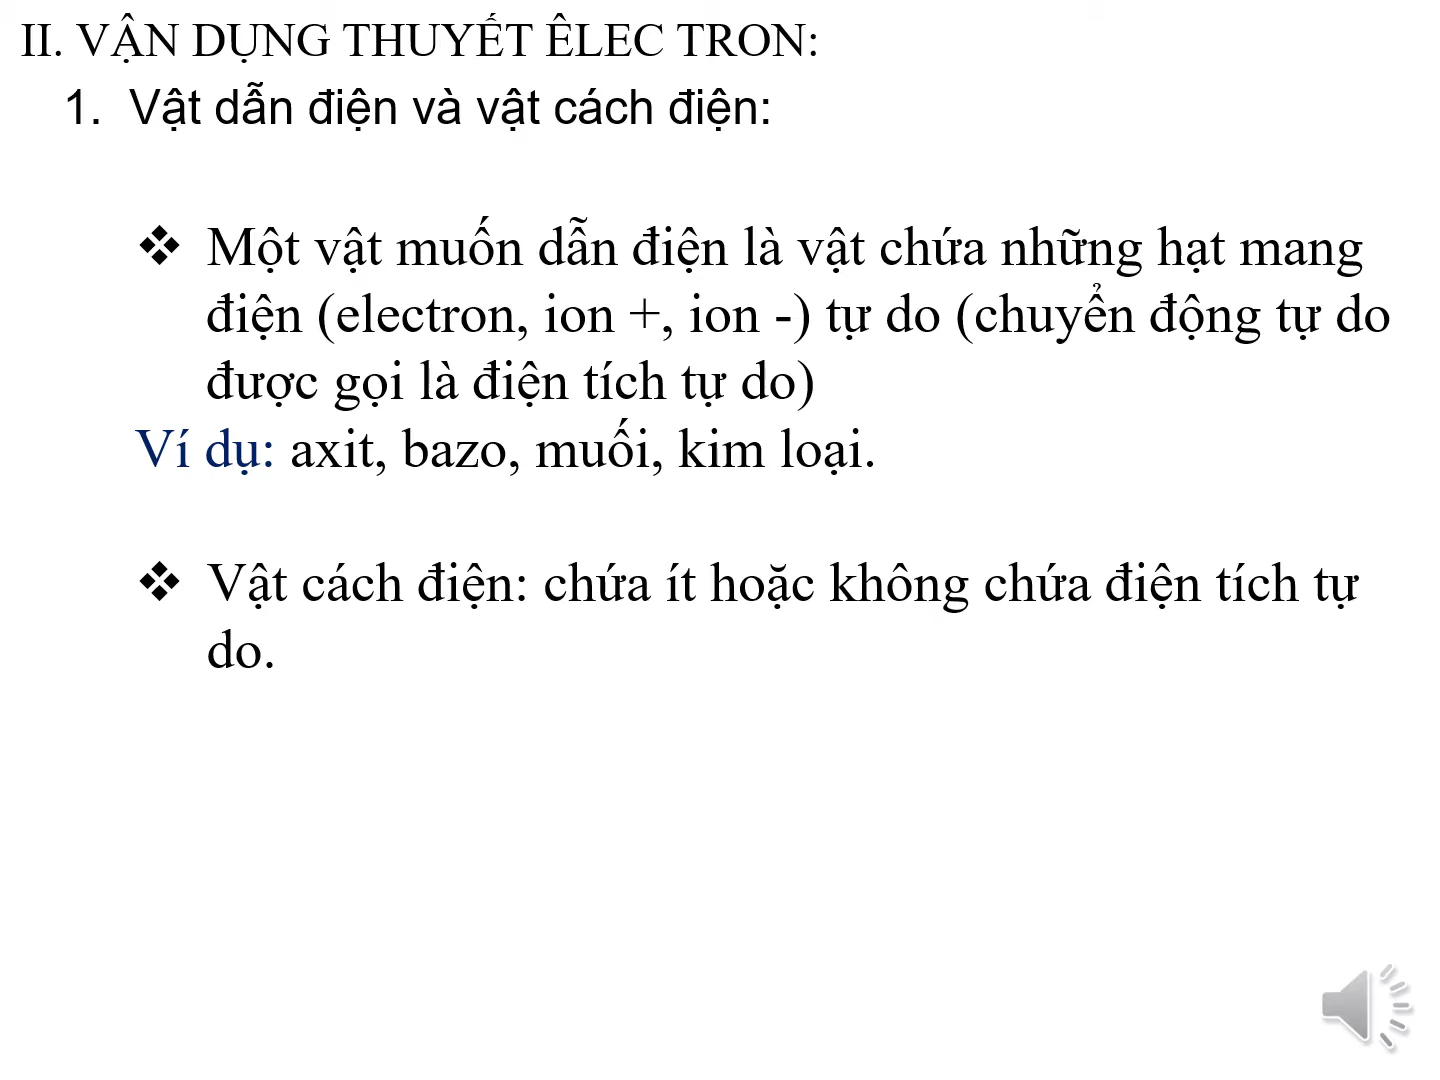 II. VẬN DỤNG THUYẾT ÊLEC TRON:
1. Vật dẫn điện và vật cách điện:
❖ Một vật muốn dẫn điện là vật chứa những hạt mang
điện (electron, ion +, ion -) tự do (chuyển động tự do
được gọi là điện tích tự do)
Ví dụ: axit, bazo, muối, kim loại.
❖ Vật cách điện: chứa ít hoặc không chứa điện tích tự
do.